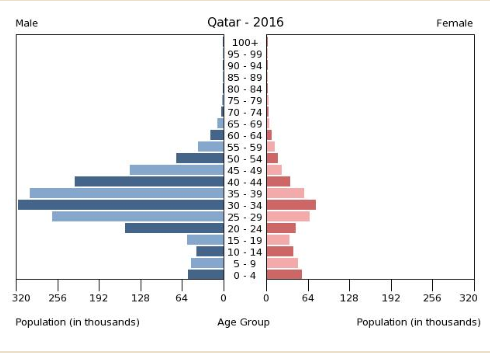 Male Qatar - 2016 Female
100+
95 - 99
90 - 94
85 - 89
80 - 84
75 - 79
70 - 74
65 - 69
60 - 64
55 - 59
50 - 54
45 - 49
40 - 44
35 - 39
30 - 34
25 - 29
20 - 24
15 - 19
10 - 14
5 - 9
0 - 4
320 256 192 128 64 0 0 64 128 192 256 320
Population (in thousands) Age Group Population (in thousands)